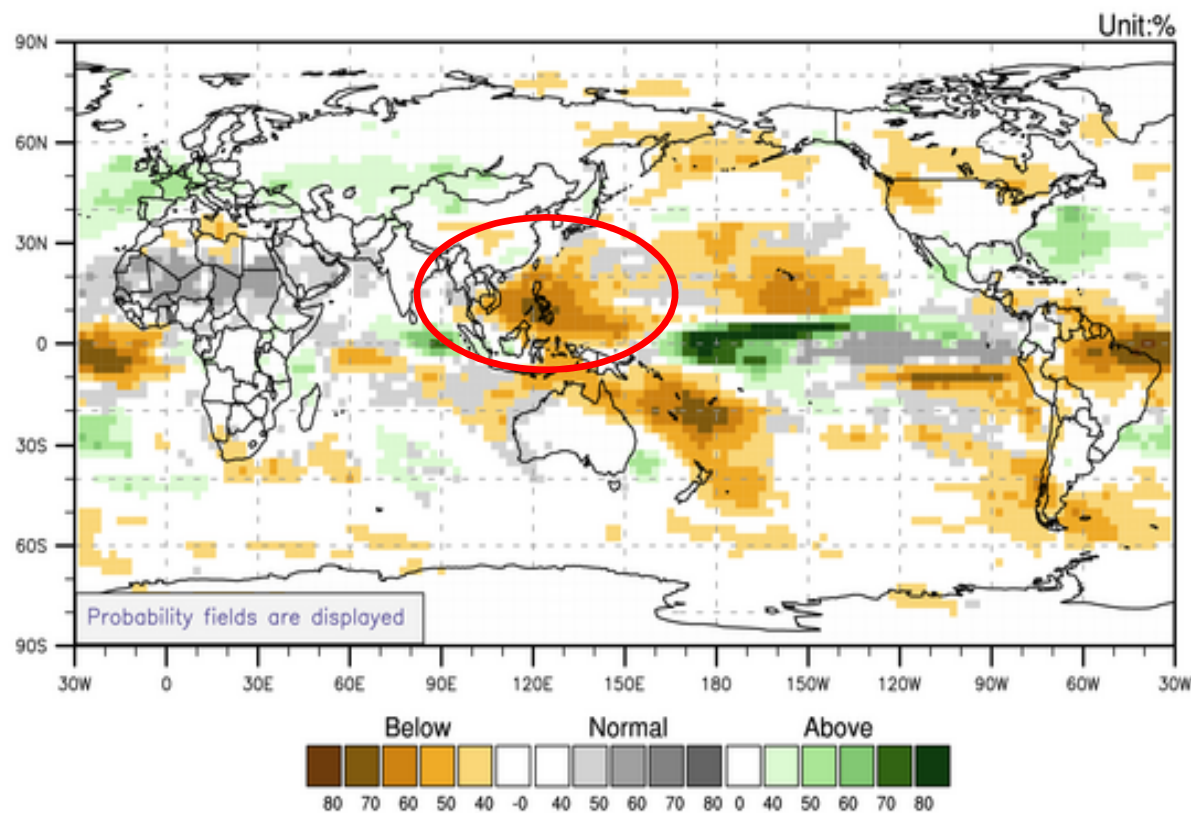 Unit:%
90N
60N
30N
0
30S
60S
90S
Probability fields are displayed
30W 0 30E 60E 90E 120E 150E 180 150W 120W 90W 60W 30W
Below Normal Above
80 70 60 50 40 -0 40 50 60 70 80 0 40 50 60 70 80